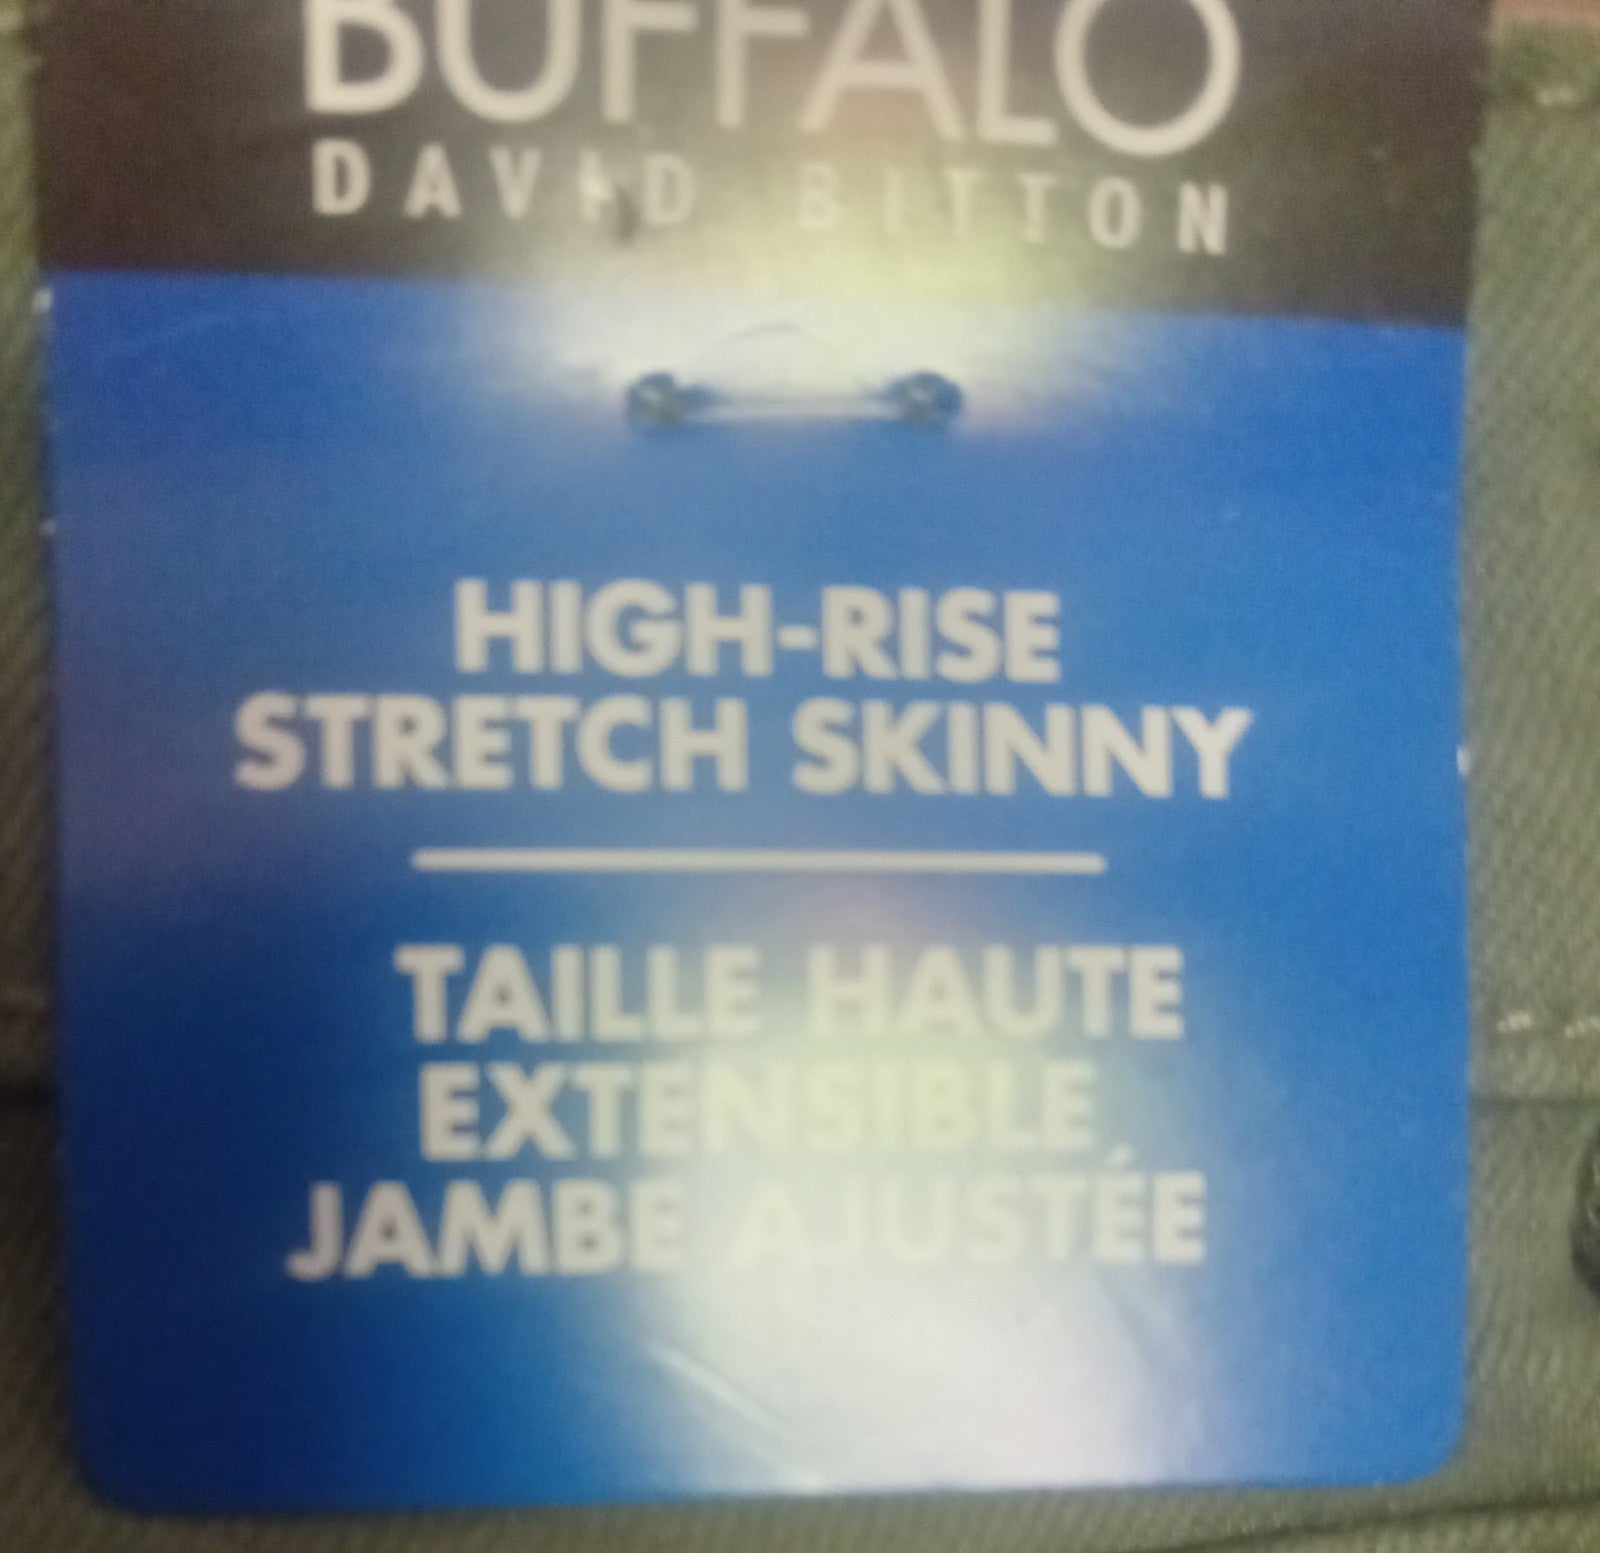 BUFFALO
DAVID BITTON
HIGH-RISE
STRETCH SKINNY
TAILLE HAUTE
EXTENSIBLE
JAMBE AJUSTÉE